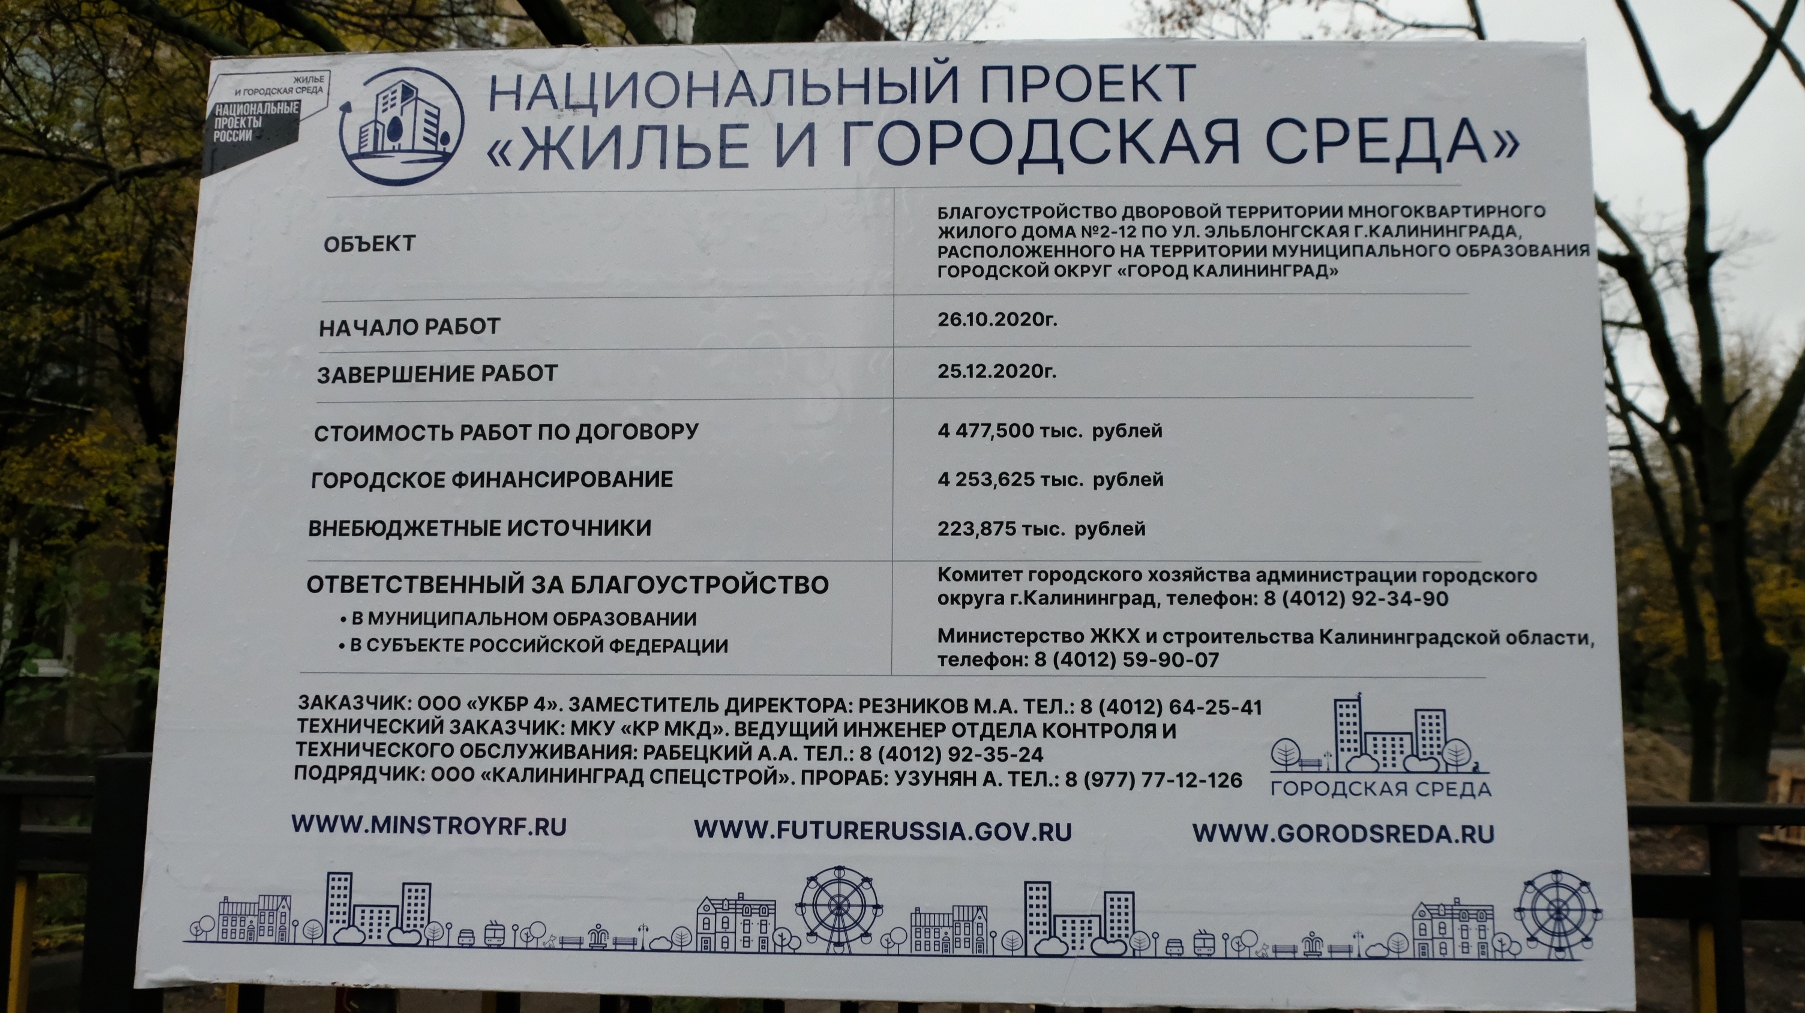 ЖИЛЬЕ
И ГОРОДСКАЯ СРЕДА
НАЦИОНАЛЬНЫЕ
ПРОЕКТЫ
РОССИИ
НАЦИОНАЛЬНЫЙ ПРОЕКТ
«ЖИЛЬЕ И ГОРОДСКАЯ СРЕДА»
ОБЪЕКТ
БЛАГОУСТРОЙСТВО ДВОРОВОЙ ТЕРРИТОРИИ МНОГОКВАРТИРНОГО
ЖИЛОГО ДОМА №2-12 ПО УЛ. ЭЛЬБЛОНГСКАЯ Г.КАЛИНИНГРАДА,
РАСПОЛОЖЕННОГО НА ТЕРРИТОРИИ МУНИЦИПАЛЬНОГО ОБРАЗОВАНИЯ
ГОРОДСКОЙ ОКРУГ «ГОРОД КАЛИНИНГРАД»
НАЧАЛО РАБОТ
26.10.2020г.
ЗАВЕРШЕНИЕ РАБОТ
25.12.2020г.
СТОИМОСТЬ РАБОТ ПО ДОГОВОРУ
4 477,500 тыс. рублей
ГОРОДСКОЕ ФИНАНСИРОВАНИЕ
4 253,625 тыс. рублей
ВНЕБЮДЖЕТНЫЕ ИСТОЧНИКИ
223,875 тыс. рублей
ОТВЕТСТВЕННЫЙ ЗА БЛАГОУСТРОЙСТВО
• В МУНИЦИПАЛЬНОМ ОБРАЗОВАНИИ
• В СУБЪЕКТЕ РОССИЙСКОЙ ФЕДЕРАЦИИ
Комитет городского хозяйства администрации городского
округа г.Калининград, телефон: 8 (4012) 92-34-90
Министерство ЖКХ и строительства Калининградской области,
телефон: 8 (4012) 59-90-07
ЗАКАЗЧИК: ООО «УКБР 4». ЗАМЕСТИТЕЛЬ ДИРЕКТОРА: РЕЗНИКОВ М.А. ТЕЛ.: 8 (4012) 64-25-41
ТЕХНИЧЕСКИЙ ЗАКАЗЧИК: МКУ «КР МКД». ВЕДУЩИЙ ИНЖЕНЕР ОТДЕЛА КОНТРОЛЯ И
ТЕХНИЧЕСКОГО ОБСЛУЖИВАНИЯ: РАБЕЦКИЙ А.А. ТЕЛ.: 8 (4012) 92-35-24
ПОДРЯДЧИК: ООО «КАЛИНИНГРАД СПЕЦСТРОЙ». ПРОРАБ: УЗУНЯН А. ТЕЛ.: 8 (977) 77-12-126
ГОРОДСКАЯ СРЕДА
WWW.MINSTROYRF.RU
WWW.FUTURERUSSIA.GOV.RU
WWW.GORODSREDA.RU